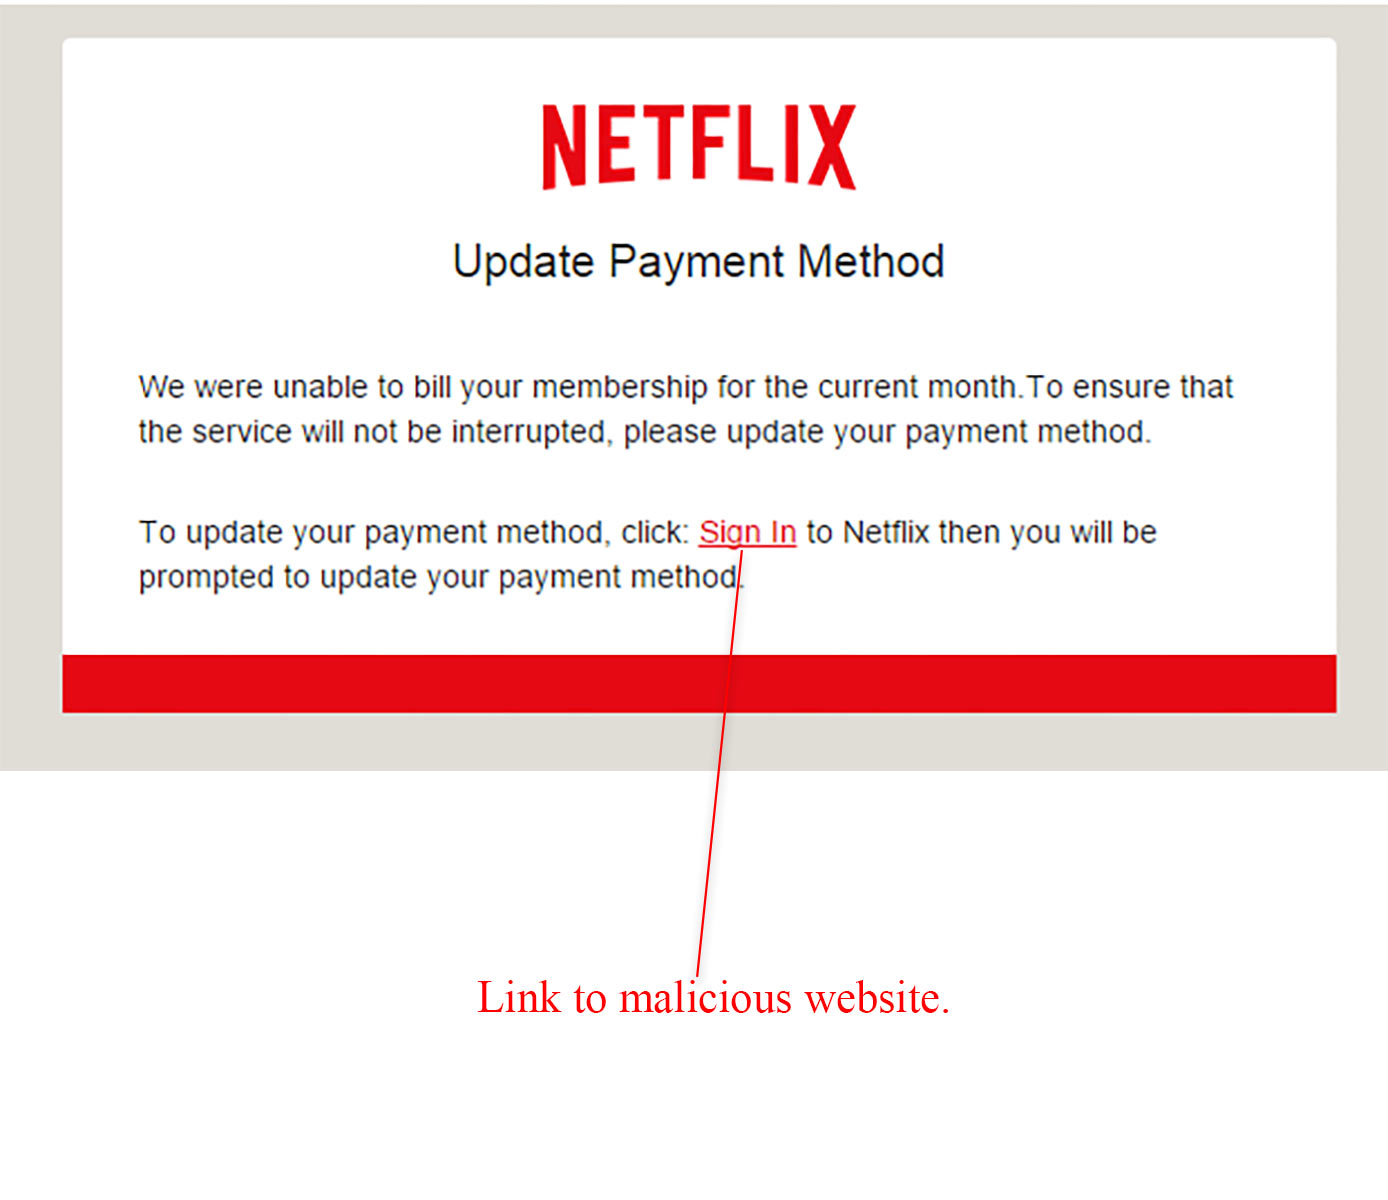 NETFLIX
Update Payment Method
We were unable to bill your membership for the current month.To ensure that
the service will not be interrupted, please update your payment method.
To update your payment method, click: Sign In to Netflix then you will be
prompted to update your payment method.
Link to malicious website.